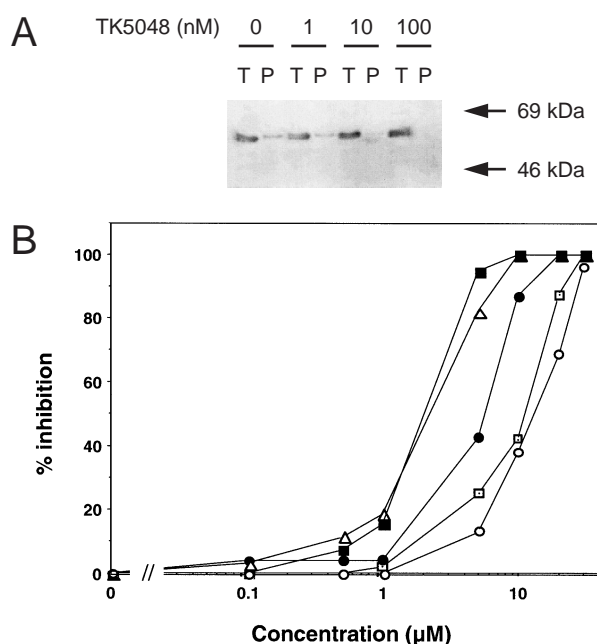 A
TK5048 (nM) 0 1 10 100
T P T P T P T P
69 kDa
46 kDa
B
100
80
60
40
20
0
% inhibition
0 // 0.1 1 10
Concentration (µM)